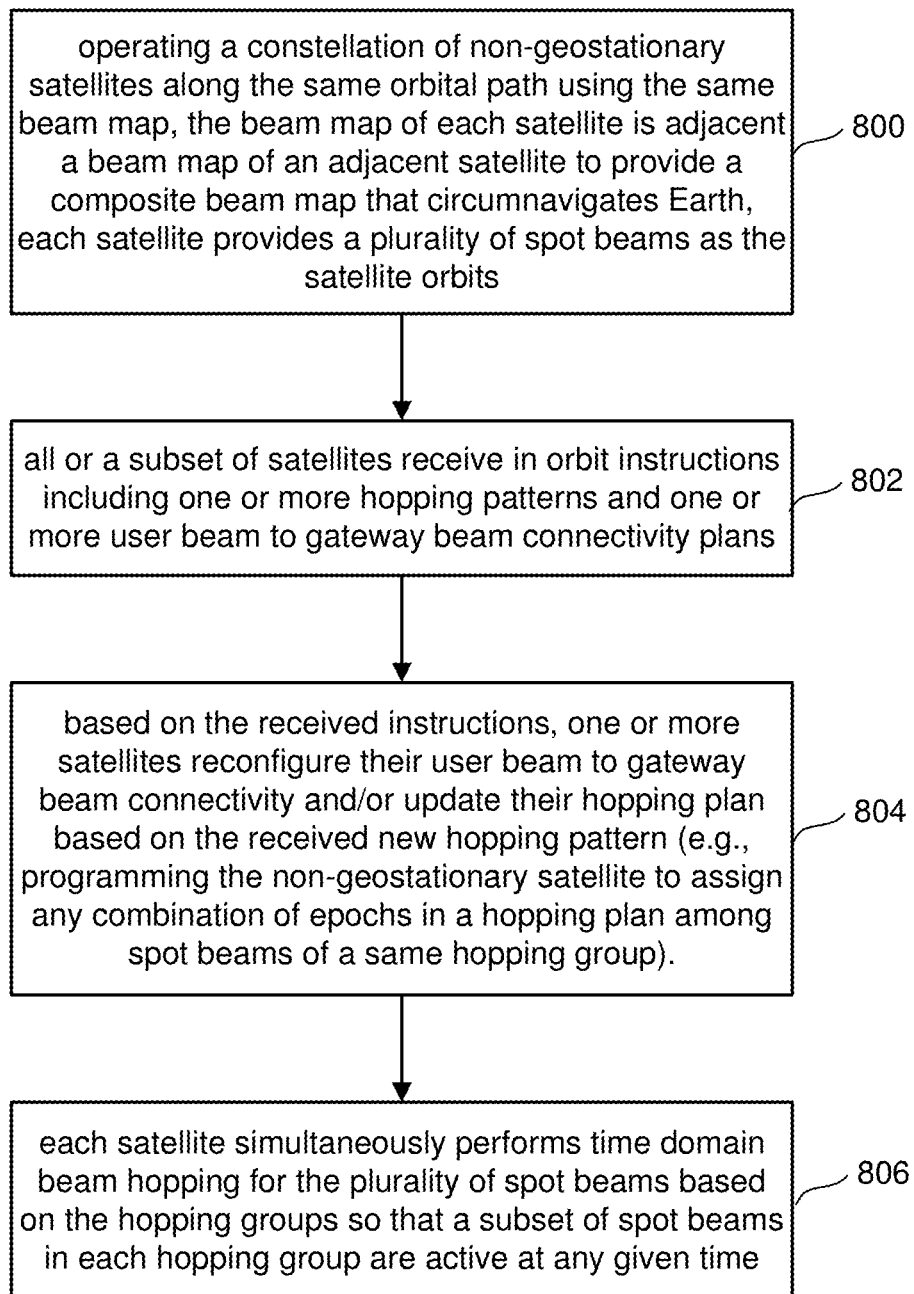 operating a constellation of non-geostationary
satellites along the same orbital path using the same
beam map, the beam map of each satellite is adjacent
a beam map of an adjacent satellite to provide a
composite beam map that circumnavigates Earth,
each satellite provides a plurality of spot beams as the
satellite orbits
800
all or a subset of satellites receive in orbit instructions
including one or more hopping patterns and one or
more user beam to gateway beam connectivity plans
802
based on the received instructions, one or more
satellites reconfigure their user beam to gateway
beam connectivity and/or update their hopping plan
based on the received new hopping pattern (e.g.,
programming the non-geostationary satellite to assign
any combination of epochs in a hopping plan among
spot beams of a same hopping group).
804
each satellite simultaneously performs time domain
beam hopping for the plurality of spot beams based
on the hopping groups so that a subset of spot beams
in each hopping group are active at any given time
806